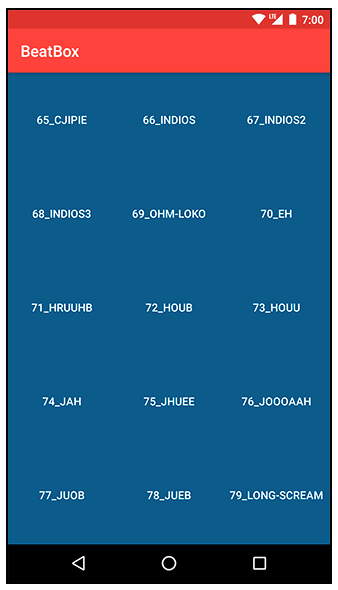 LTE 7:00
BeatBox
65_CJIPIE 66_INDIOS 67_INDIOS2
68_INDIOS3 69_OHM-LOKO 70_EH
71_HRUUHB 72_HOUB 73_HOUU
74_JAH 75_JHUEE 76_JOOOAAH
77_JUOB 78_JUEB 79_LONG-SCREAM